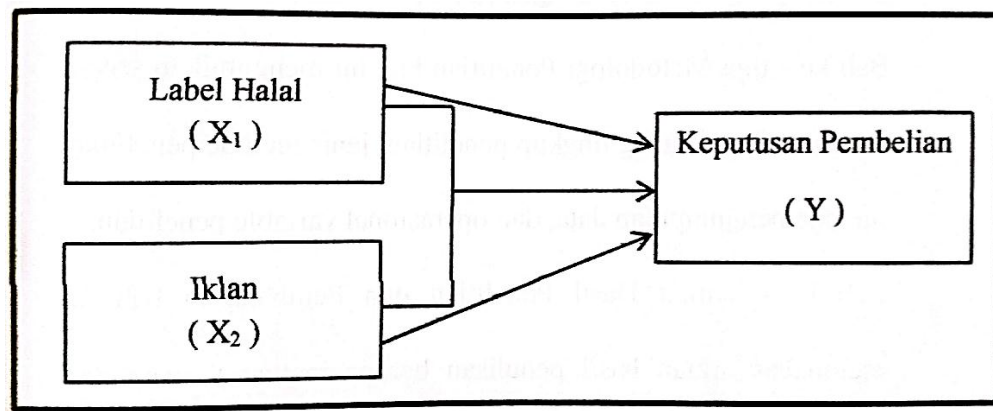 Label Halal
( X₁ )
Keputusan Pembelian
( Y )
Iklan
( X₂ )